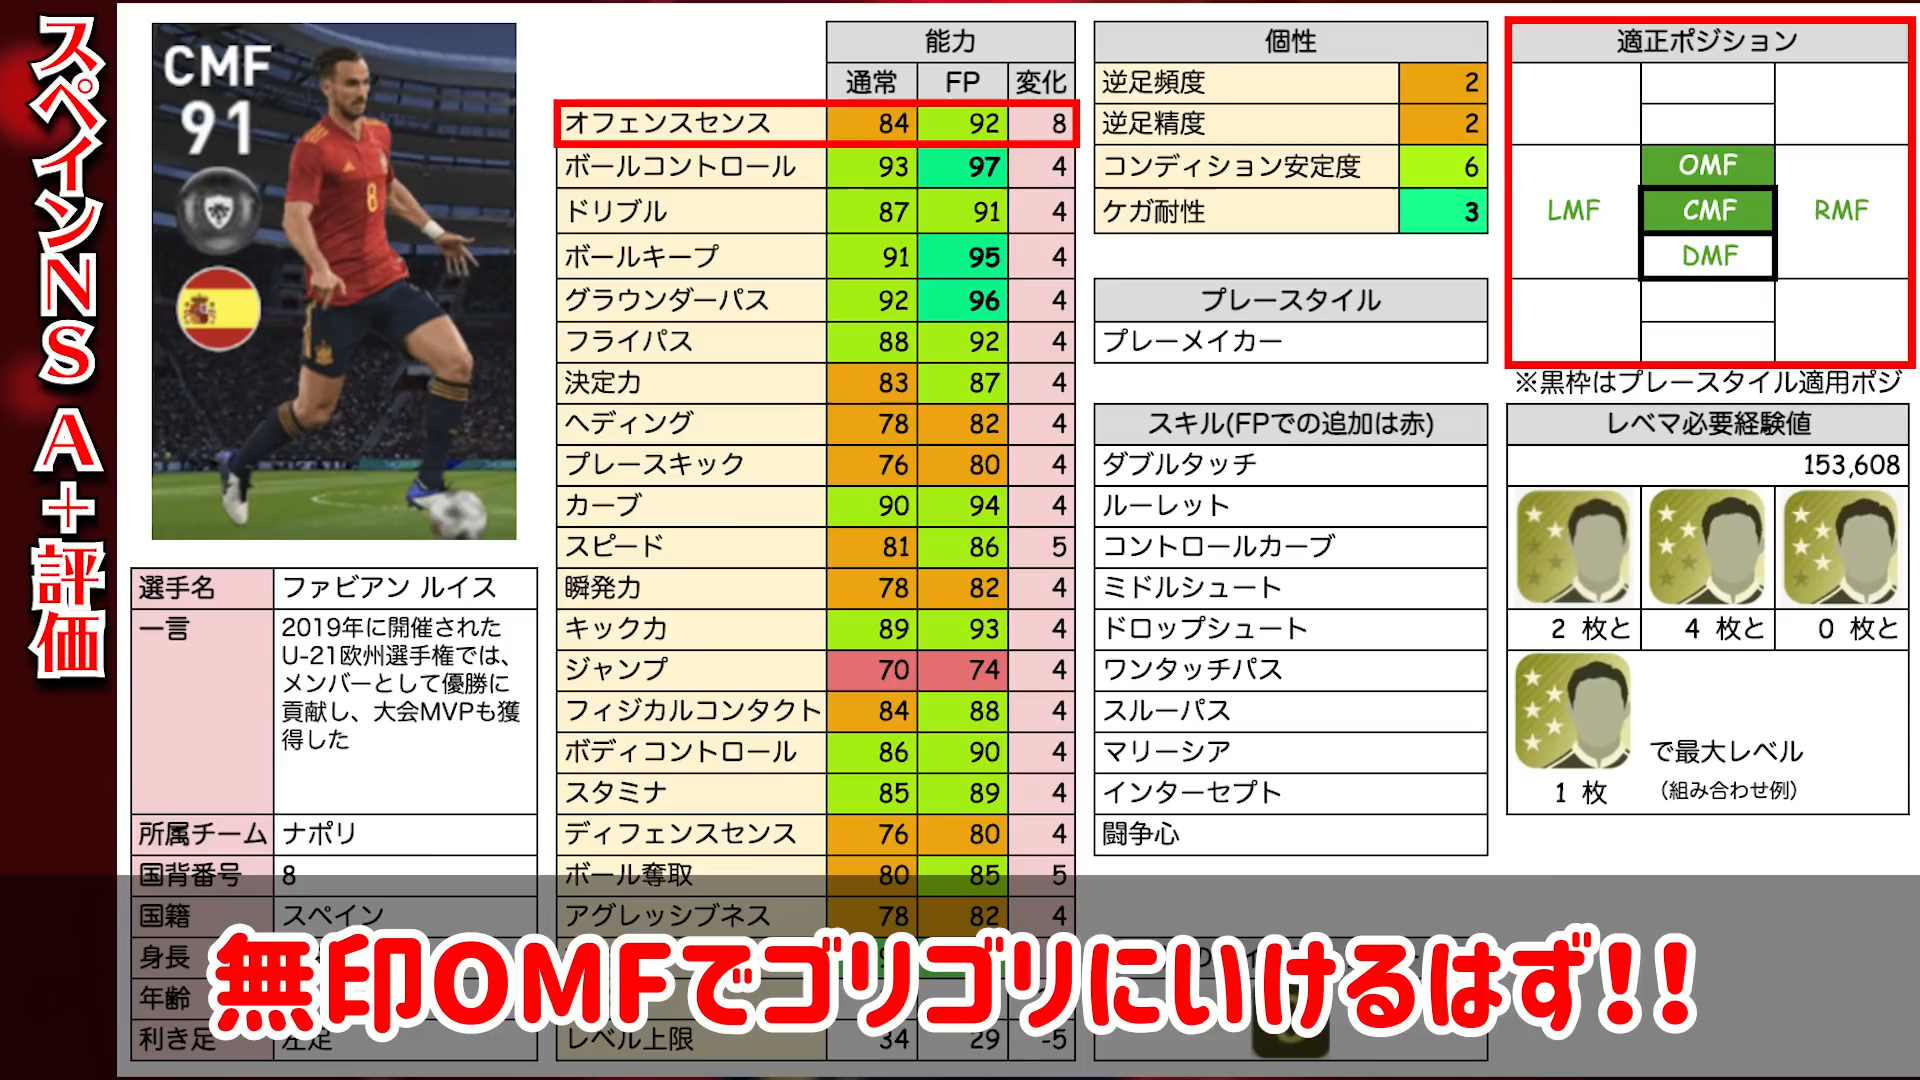 スペインNS A+評価
CMF
91
選手名 ファビアン ルイス
一言 2019年に開催された
U-21欧州選手権では、
メンバーとして優勝に
貢献し、大会MVPも獲
得した
所属チーム ナポリ
国背番号 8
国籍 スペイン
身長
年齢
利き足 左足
能力
通常 FP 変化
オフェンスセンス 84 92 8
ボールコントロール 93 97 4
ドリブル 87 91 4
ボールキープ 91 95 4
グラウンダーパス 92 96 4
フライパス 88 92 4
決定力 83 87 4
ヘディング 78 82 4
プレースキック 76 80 4
カーブ 90 94 4
スピード 81 86 5
瞬発力 78 82 4
キック力 89 93 4
ジャンプ 70 74 4
フィジカルコンタクト 84 88 4
ボディコントロール 86 90 4
スタミナ 85 89 4
ディフェンスセンス 76 80 4
ボール奪取 80 85 5
アグレッシブネス 78 82 4
レベル上限 34 29 -5
個性
逆足頻度 2
逆足精度 2
コンディション安定度 6
ケガ耐性 3
プレースタイル
プレーメイカー
スキル(FPでの追加は赤)
ダブルタッチ
ルーレット
コントロールカーブ
ミドルシュート
ドロップシュート
ワンタッチパス
スルーパス
マリーシア
インターセプト
闘争心
適正ポジション
OMF
LMF CMF RMF
DMF
※黒枠はプレースタイル適用ポジ
レベマ必要経験値
153,608
2 枚と 4 枚と 0 枚と
で最大レベル
1 枚 (組み合わせ例)
無印OMFでゴリゴリにいけるはず!!